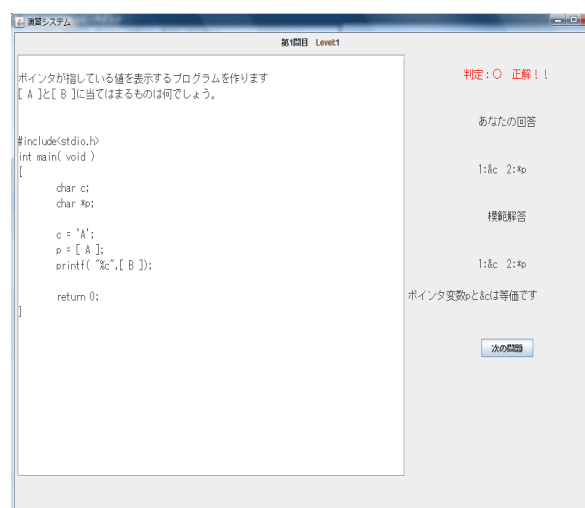 演習システム
第1問目 Level:1
ポインタが指している値を表示するプログラムを作ります
[ A ]と[ B ]に当てはまるものは何でしょう。
#include<stdio.h>
int main( void )
{
char c;
char *p;
c = 'A';
p = [ A ];
printf( "%c",[ B ]);
return 0;
}
判定：○ 正解！！
あなたの回答
1:&c 2:*p
模範解答
1:&c 2:*p
ポインタ変数pと&cは等価です
次の問題